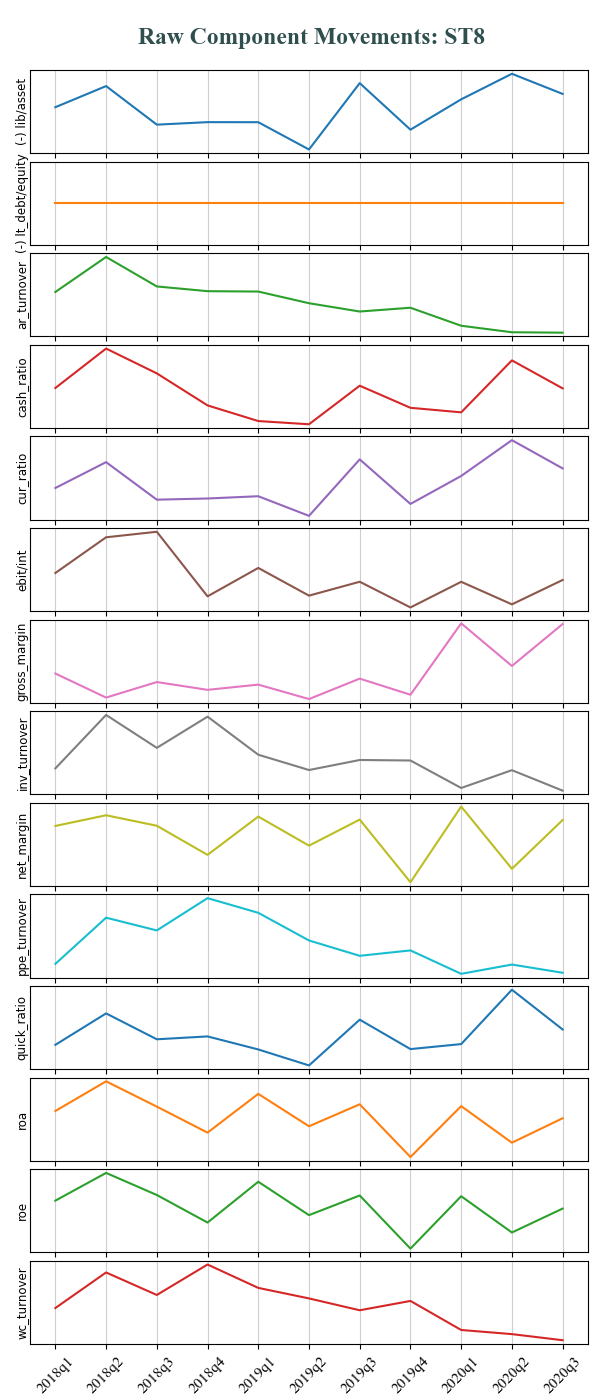 Raw Component Movements: ST8
(-) lib/asset
(-) lt_debt/equity
ar_turnover
cash_ratio
cur_ratio
ebit/int
gross_margin
inv_turnover
net_margin
ppe_turnover
quick_ratio
roa
roe
wc_turnover
2018q1 2018q2 2018q3 2018q4 2019q1 2019q2 2019q3 2019q4 2020q1 2020q2 2020q3